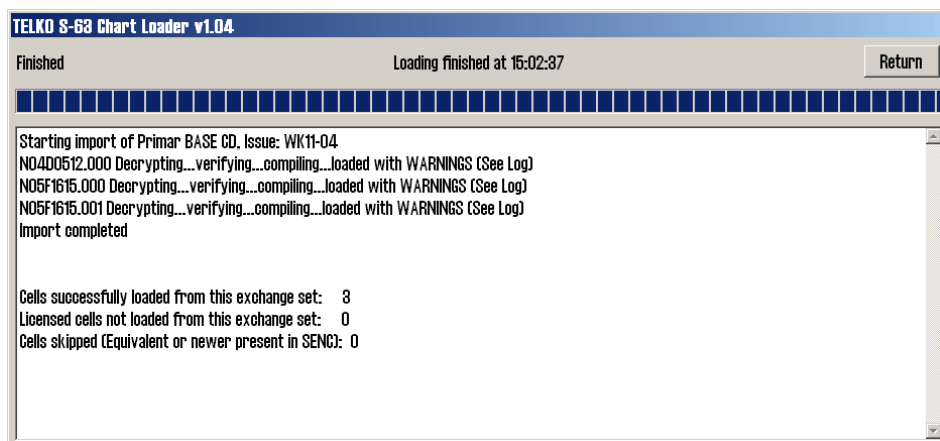 TELKO S-63 Chart Loader v1.04
Finished Loading finished at 15:02:37 Return
Starting import of Primar BASE CD, Issue: WK11-04
NO4D0512.000 Decrypting...verifying...compiling...loaded with WARNINGS (See Log)
NO5F1615.000 Decrypting...verifying...compiling...loaded with WARNINGS (See Log)
NO5F1615.001 Decrypting...verifying...compiling...loaded with WARNINGS (See Log)
Import completed
Cells successfully loaded from this exchange set: 3
Licensed cells not loaded from this exchange set: 0
Cells skipped (Equivalent or newer present in SENC): 0